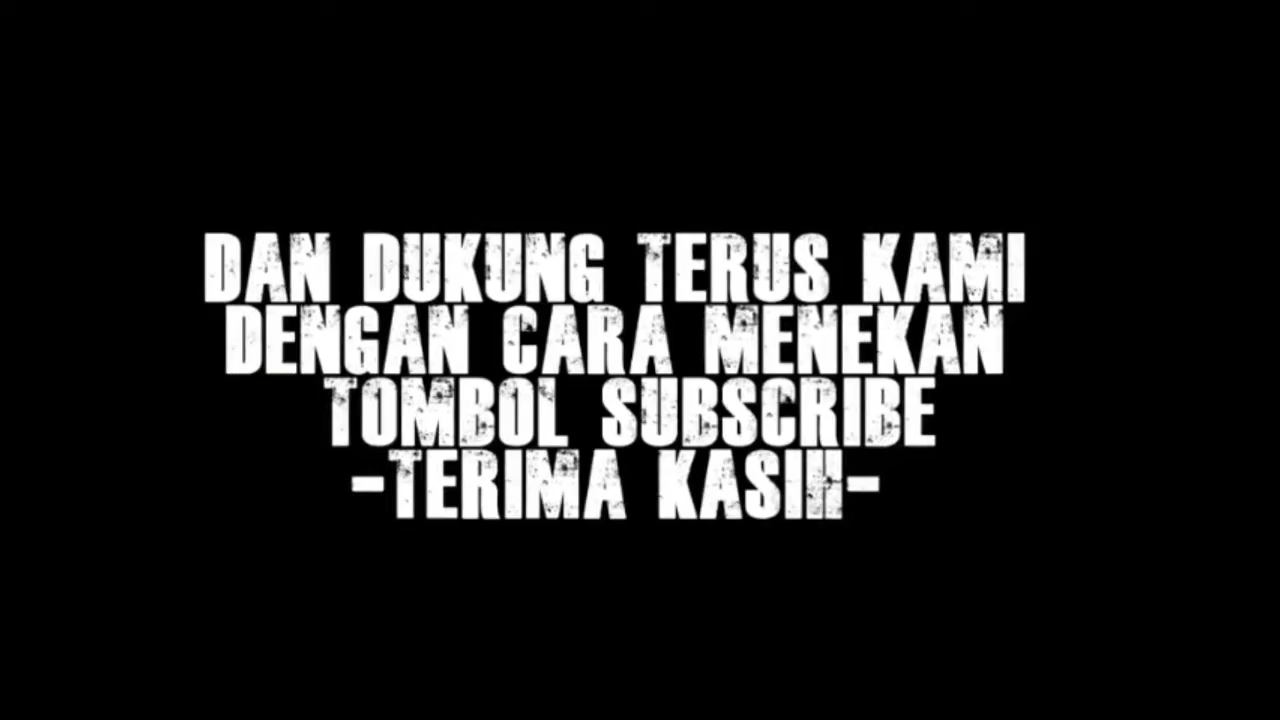 DAN DUKUNG TERUS KAMI
DENGAN CARA MENEKAN
TOMBOL SUBSCRIBE
-TERIMA KASIH-